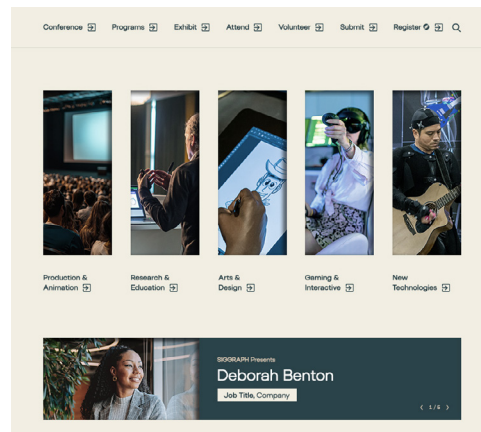 Conference
Programs
Exhibit
Attend
Volunteer
Submit
Register
Production &
Animation
Research &
Education
Arts &
Design
Gaming &
Interactive
New
Technologies
SIGGRAPH Presents
Deborah Benton
Job Title, Company
< 1/5 >